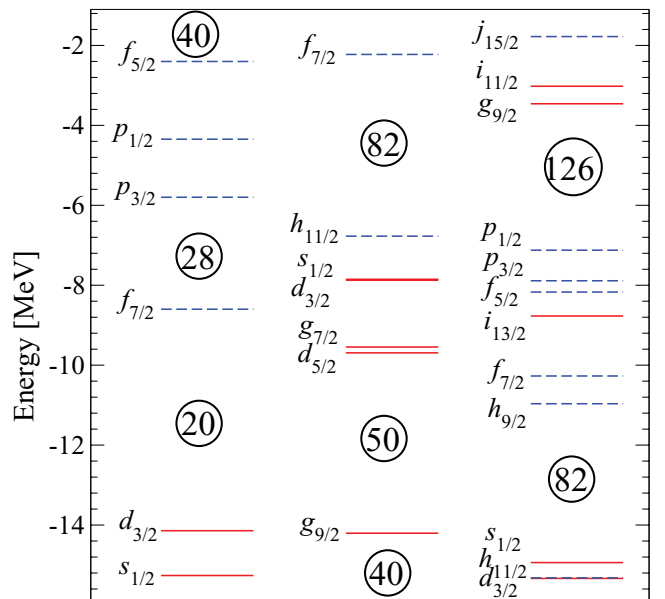 Energy [MeV]
-2
-4
-6
-8
-10
-12
-14
40
f5/2
p1/2
p3/2
28
f7/2
20
d3/2
s1/2
f7/2
82
h11/2
s1/2
d3/2
g7/2
d5/2
50
g9/2
40
j15/2
i11/2
g9/2
126
p1/2
p3/2
f5/2
i13/2
f7/2
h9/2
82
s1/2
h11/2
d3/2